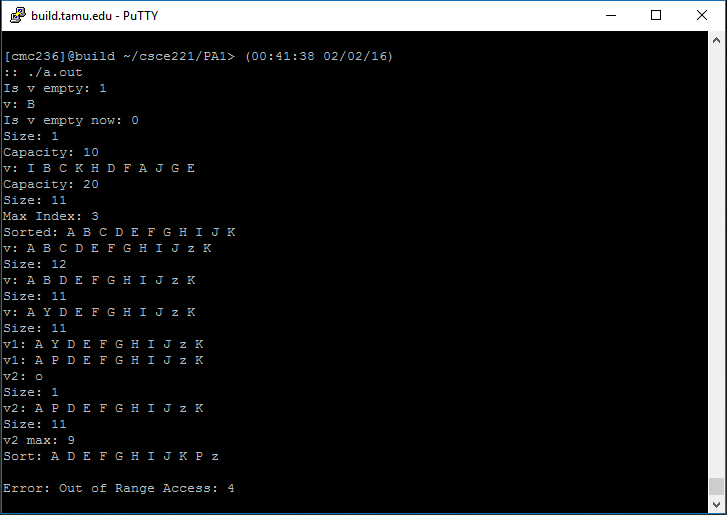 build.tamu.edu - PuTTY
[cmc236]@build ~/csce221/PA1> (00:41:38 02/02/16)
:: ./a.out
Is v empty: 1
v: B
Is v empty now: 0
Size: 1
Capacity: 10
v: I B C K H D F A J G E
Capacity: 20
Size: 11
Max Index: 3
Sorted: A B C D E F G H I J K
v: A B C D E F G H I J z K
Size: 12
v: A B D E F G H I J z K
Size: 11
v: A Y D E F G H I J z K
Size: 11
v1: A Y D E F G H I J z K
v1: A P D E F G H I J z K
v2: o
Size: 1
v2: A P D E F G H I J z K
Size: 11
v2 max: 9
Sort: A D E F G H I J K P z
Error: Out of Range Access: 4